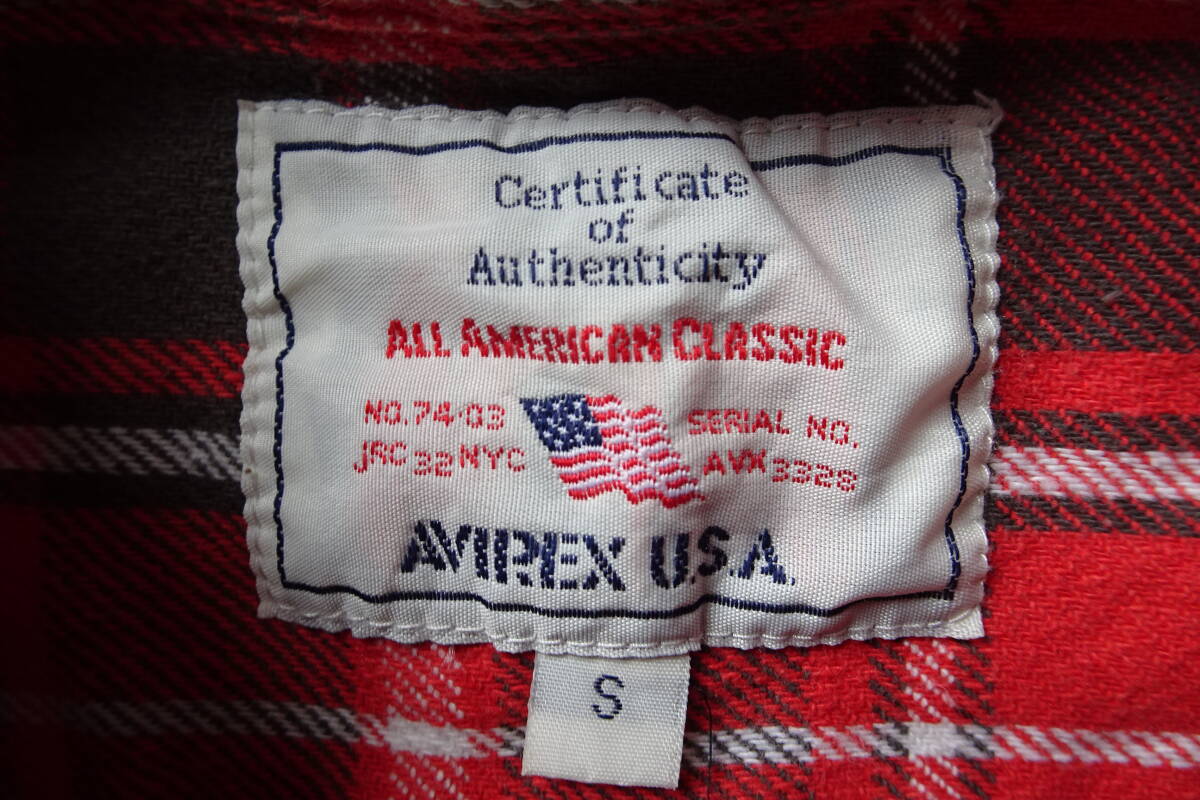 Certificate
of
Authenticity
ALL AMERICAN CLASSIC
NO.74-03
JRC 32 NYC
SERIAL NO.
AVX 3328
AVIREX U.S.A.
S